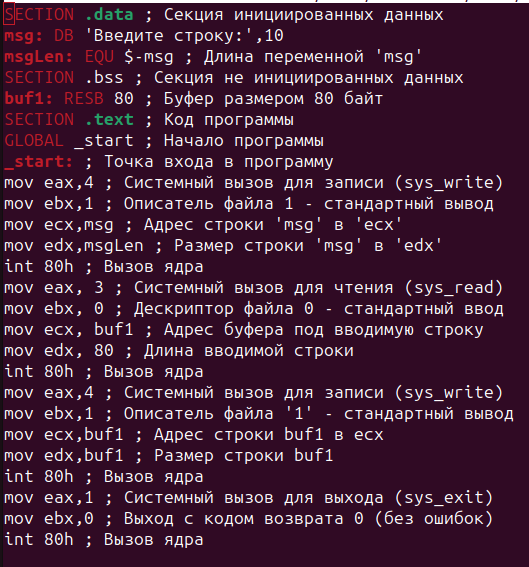 SECTION .data ; Секция инициированных данных
msg: DB 'Введите строку:',10
msgLen: EQU $-msg ; Длина переменной 'msg'
SECTION .bss ; Секция не инициированных данных
buf1: RESB 80 ; Буфер размером 80 байт
SECTION .text ; Код программы
GLOBAL _start ; Начало программы
_start: ; Точка входа в программу
mov eax,4 ; Системный вызов для записи (sys_write)
mov ebx,1 ; Описатель файла 1 - стандартный вывод
mov ecx,msg ; Адрес строки 'msg' в 'ecx'
mov edx,msgLen ; Размер строки 'msg' в 'edx'
int 80h ; Вызов ядра
mov eax, 3 ; Системный вызов для чтения (sys_read)
mov ebx, 0 ; Дескриптор файла 0 - стандартный ввод
mov ecx, buf1 ; Адрес буфера под вводимую строку
mov edx, 80 ; Длина вводимой строки
int 80h ; Вызов ядра
mov eax,4 ; Системный вызов для записи (sys_write)
mov ebx,1 ; Описатель файла '1' - стандартный вывод
mov ecx,buf1 ; Адрес строки buf1 в ecx
mov edx,buf1 ; Размер строки buf1
int 80h ; Вызов ядра
mov eax,1 ; Системный вызов для выхода (sys_exit)
mov ebx,0 ; Выход с кодом возврата 0 (без ошибок)
int 80h ; Вызов ядра